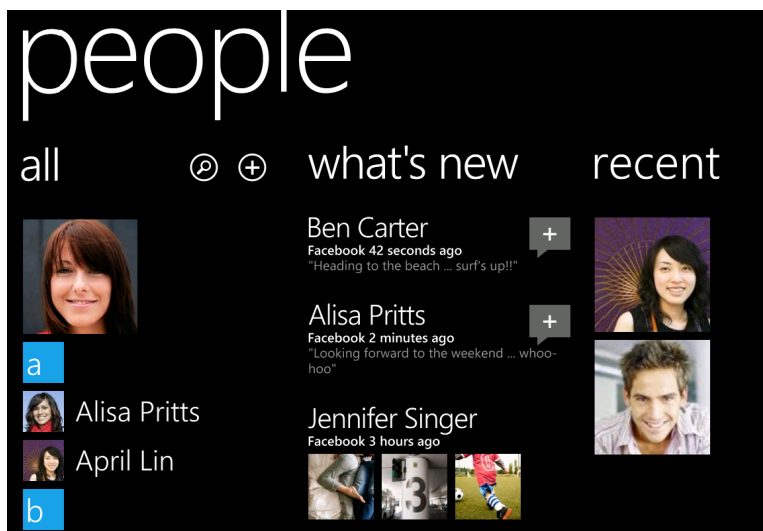 people
all
what's new
recent
Ben Carter
Facebook 42 seconds ago
"Heading to the beach ... surf's up!!"
Alisa Pritts
Facebook 2 minutes ago
"Looking forward to the weekend ... whoo-
hoo"
Jennifer Singer
Facebook 3 hours ago
3
a
Alisa Pritts
April Lin
b